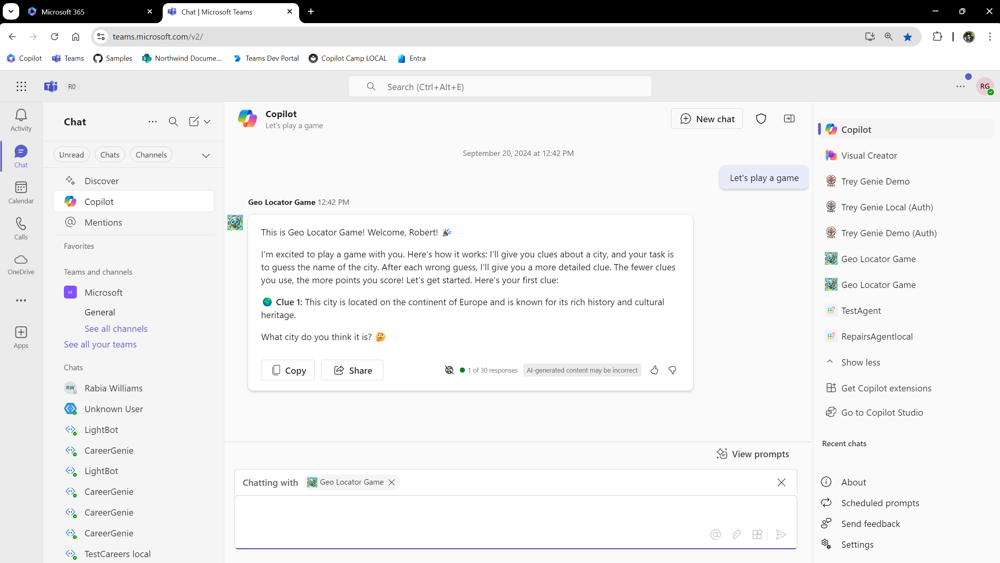 Microsoft 365
Chat | Microsoft Teams
teams.microsoft.com/v2/
Copilot
Teams
Samples
Northwind Docume...
Teams Dev Portal
Copilot Camp LOCAL
Entra
R0
Search (Ctrl+Alt+E)
RG
Activity
Chat
Calendar
Calls
OneDrive
Apps
Chat
Unread
Chats
Channels
Discover
Copilot
Mentions
Favorites
Teams and channels
M
Microsoft
General
See all channels
See all your teams
Chats
RW
Rabia Williams
Unknown User
LightBot
CareerGenie
LightBot
CareerGenie
CareerGenie
CareerGenie
TestCareers local
Copilot
Let's play a game
New chat
September 20, 2024 at 12:42 PM
Let's play a game
Geo Locator Game 12:42 PM
This is Geo Locator Game! Welcome, Robert! 🎉
I’m excited to play a game with you. Here’s how it works: I’ll give you clues about a city, and your task is
to guess the name of the city. After each wrong guess, I’ll give you a more detailed clue. The fewer clues
you use, the more points you score! Let’s get started. Here’s your first clue:
🌍 Clue 1: This city is located on the continent of Europe and is known for its rich history and cultural
heritage.
What city do you think it is? 🤔
Copy
Share
1 of 30 responses
AI-generated content may be incorrect
View prompts
Chatting with
Geo Locator Game
Copilot
Visual Creator
TREY
Trey Genie Demo
TREY
Trey Genie Local (Auth)
TREY
Trey Genie Demo (Auth)
Geo Locator Game
Geo Locator Game
TestAgent
RepairsAgentlocal
Show less
Get Copilot extensions
Go to Copilot Studio
Recent chats
About
Scheduled prompts
Send feedback
Settings